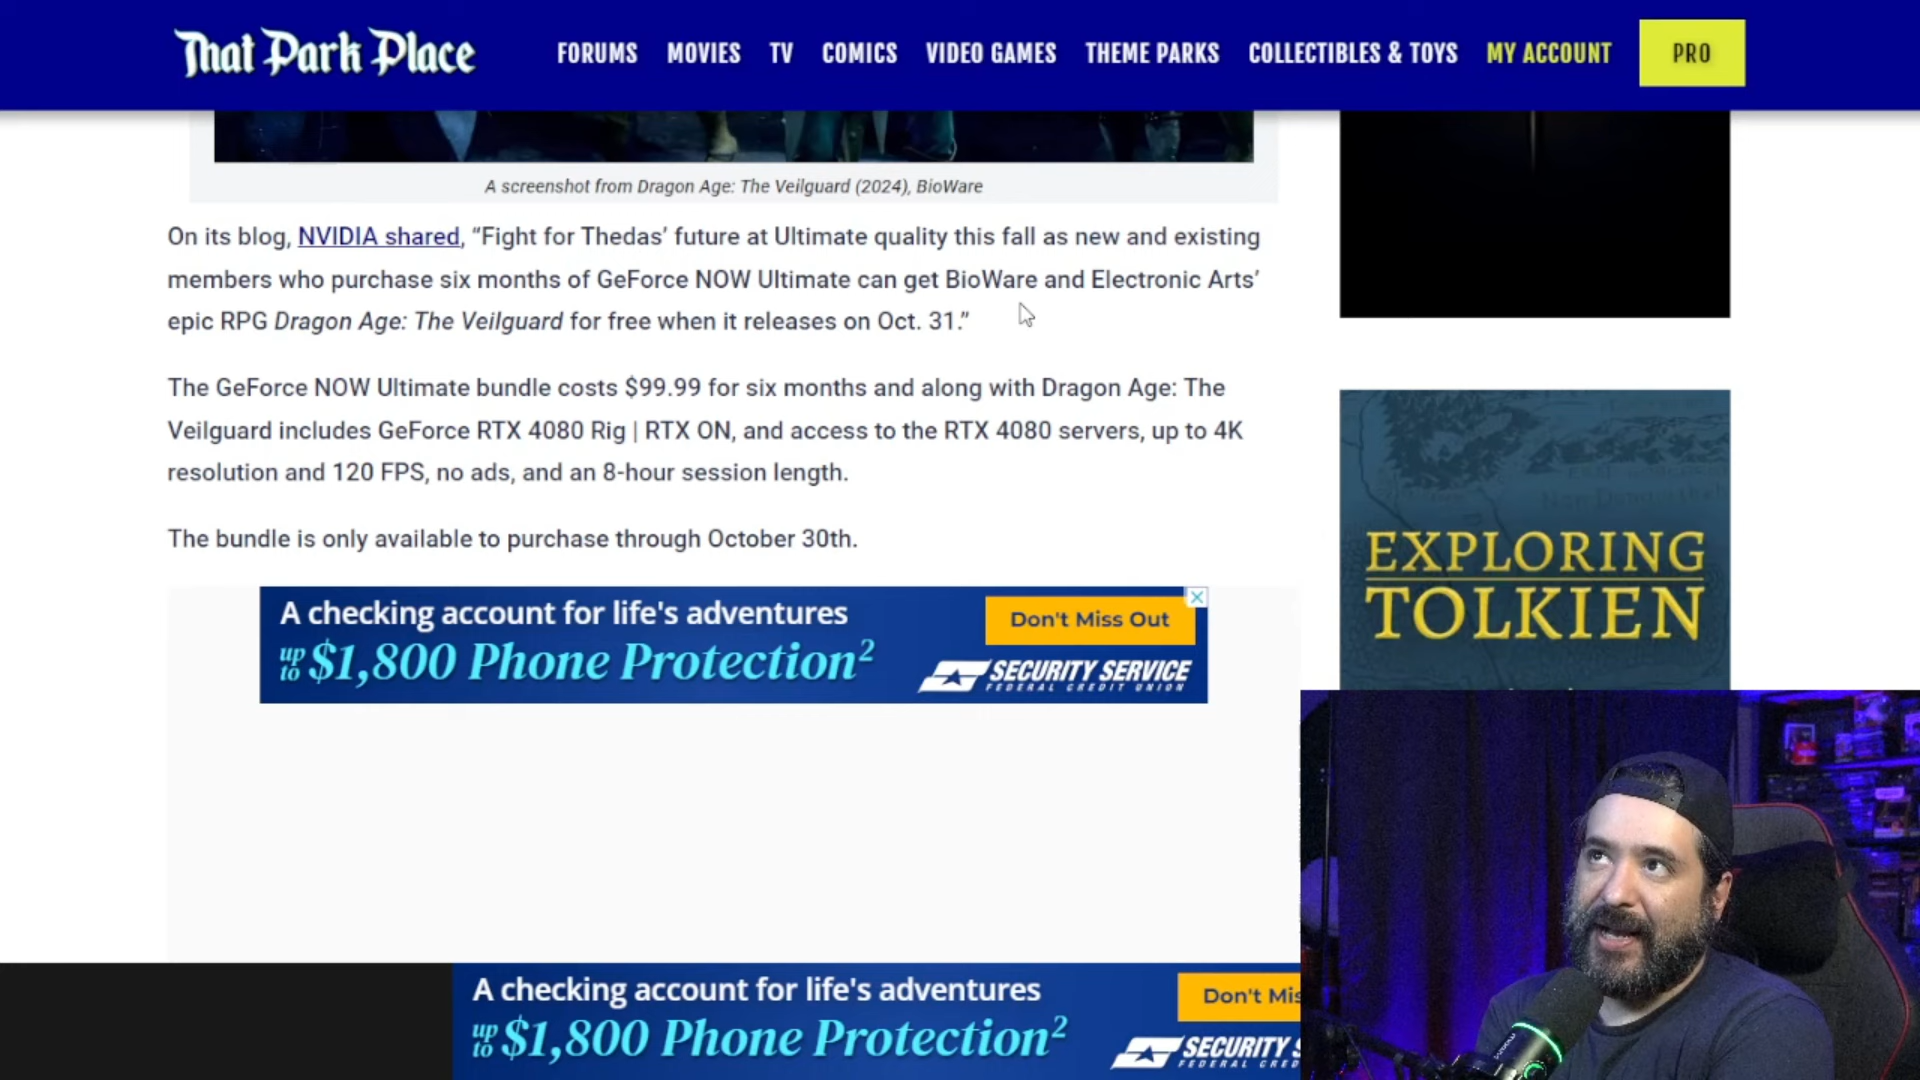 That Park Place
FORUMS MOVIES TV COMICS VIDEO GAMES THEME PARKS COLLECTIBLES & TOYS MY ACCOUNT PRO
A screenshot from Dragon Age: The Veilguard (2024), BioWare
On its blog, NVIDIA shared, “Fight for Thedas’ future at Ultimate quality this fall as new and existing
members who purchase six months of GeForce NOW Ultimate can get BioWare and Electronic Arts’
epic RPG Dragon Age: The Veilguard for free when it releases on Oct. 31.”
The GeForce NOW Ultimate bundle costs $99.99 for six months and along with Dragon Age: The
Veilguard includes GeForce RTX 4080 Rig | RTX ON, and access to the RTX 4080 servers, up to 4K
resolution and 120 FPS, no ads, and an 8-hour session length.
The bundle is only available to purchase through October 30th.
A checking account for life's adventures
up to $1,800 Phone Protection²
Don't Miss Out
SECURITY SERVICE
FEDERAL CREDIT UNION
EXPLORING
TOLKIEN
A checking account for life's adventures
up to $1,800 Phone Protection²
Don't Mis
SECURITY S
FEDERAL CRED